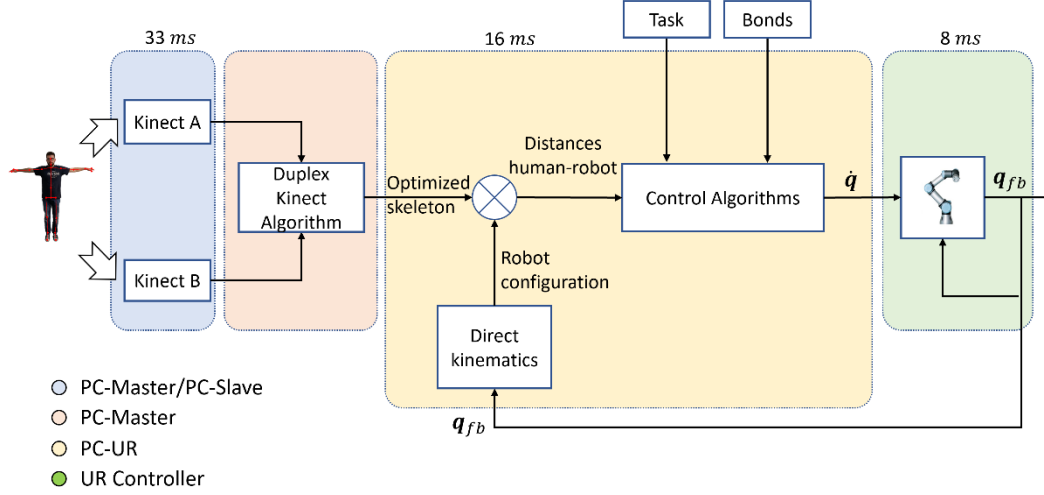 33 ms
16 ms
Task
Bonds
8 ms
Kinect A
Duplex
Kinect
Algorithm
Kinect B
Optimized
skeleton
Distances
human-robot
Control Algorithms
q̇
q_fb
Robot
configuration
Direct
kinematics
q_fb
PC-Master/PC-Slave
PC-Master
PC-UR
UR Controller